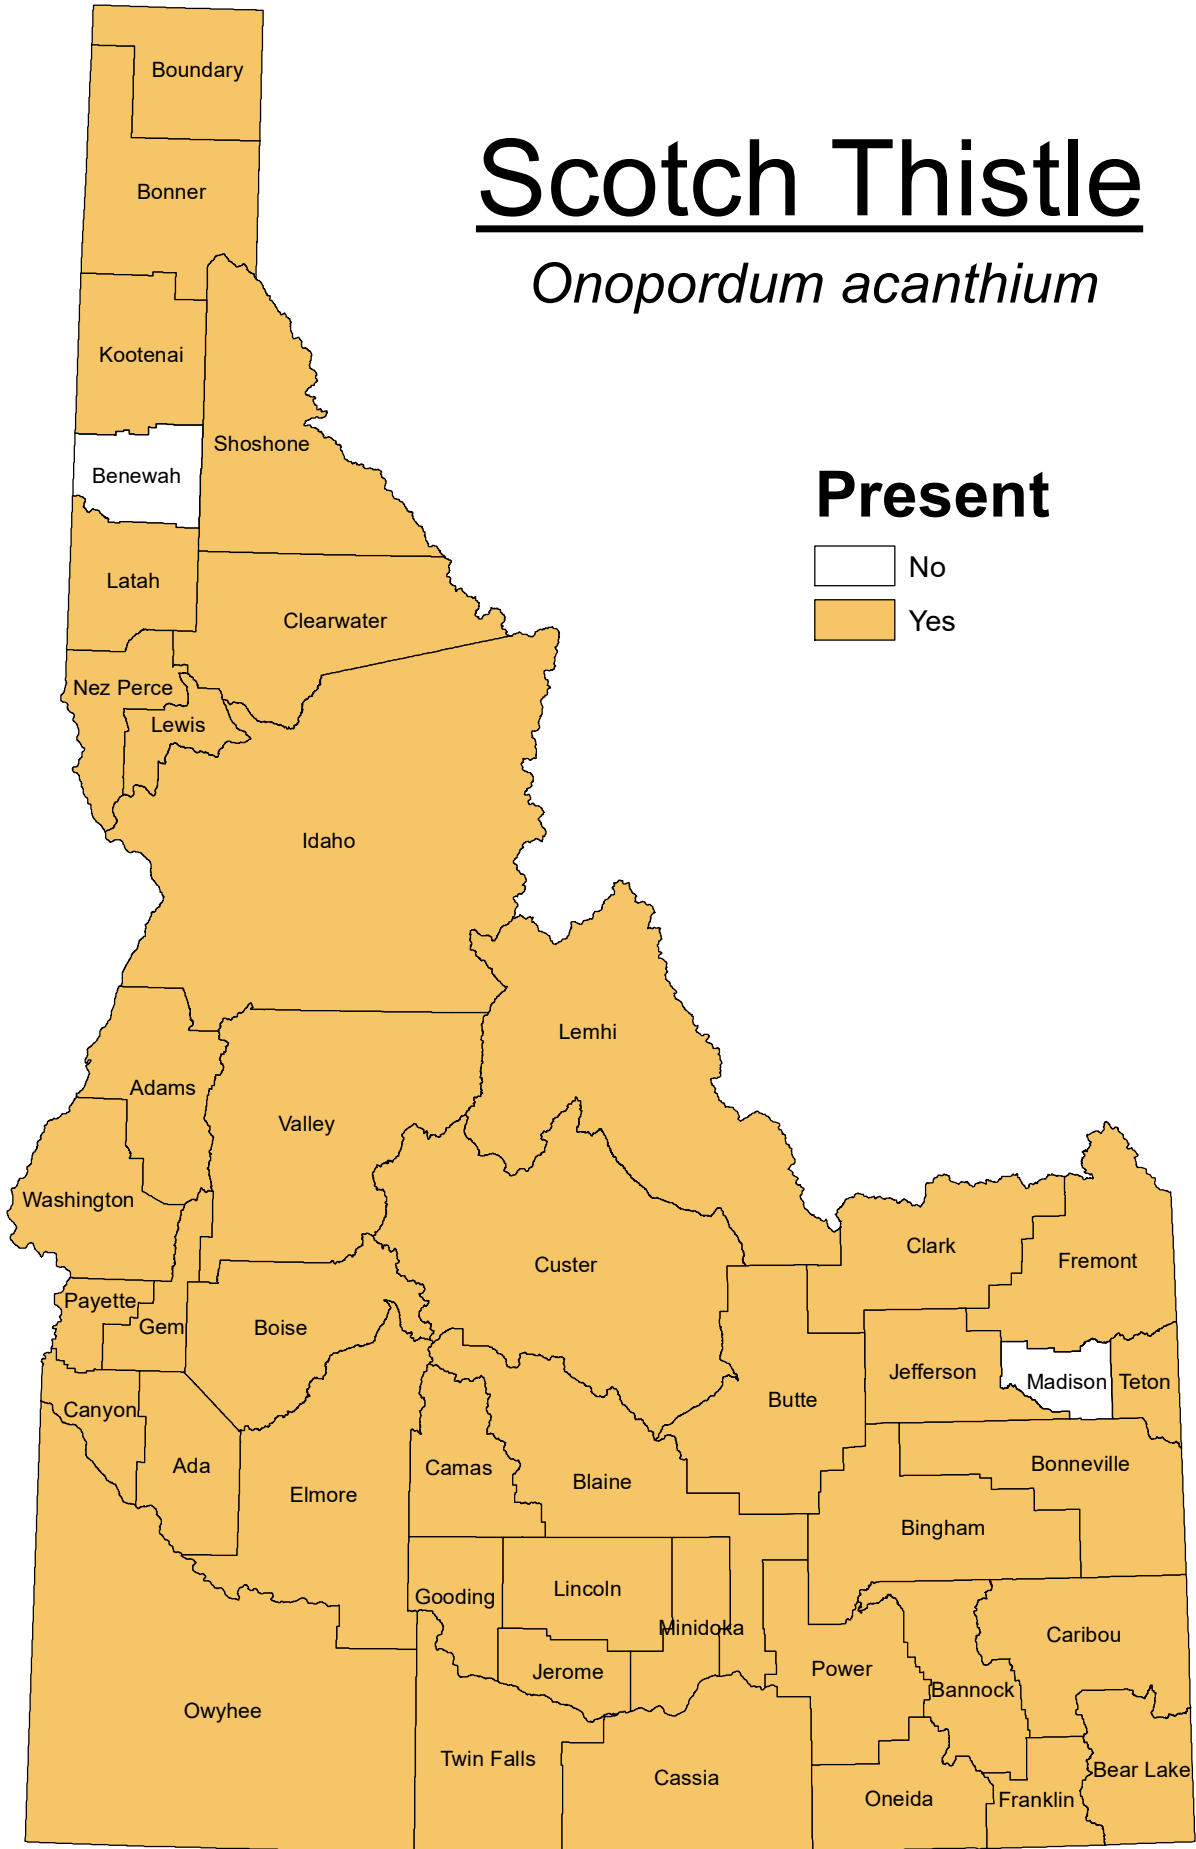 Scotch Thistle
Onopordum acanthium
Present
No
Yes
Boundary
Bonner
Kootenai
Shoshone
Benewah
Latah
Clearwater
Nez Perce
Lewis
Idaho
Lemhi
Adams
Valley
Washington
Custer
Clark
Fremont
Payette
Gem
Boise
Jefferson
Madison
Teton
Butte
Canyon
Ada
Camas
Blaine
Bonneville
Elmore
Bingham
Gooding
Lincoln
Minidoka
Caribou
Jerome
Power
Bannock
Owyhee
Twin Falls
Cassia
Bear Lake
Oneida
Franklin